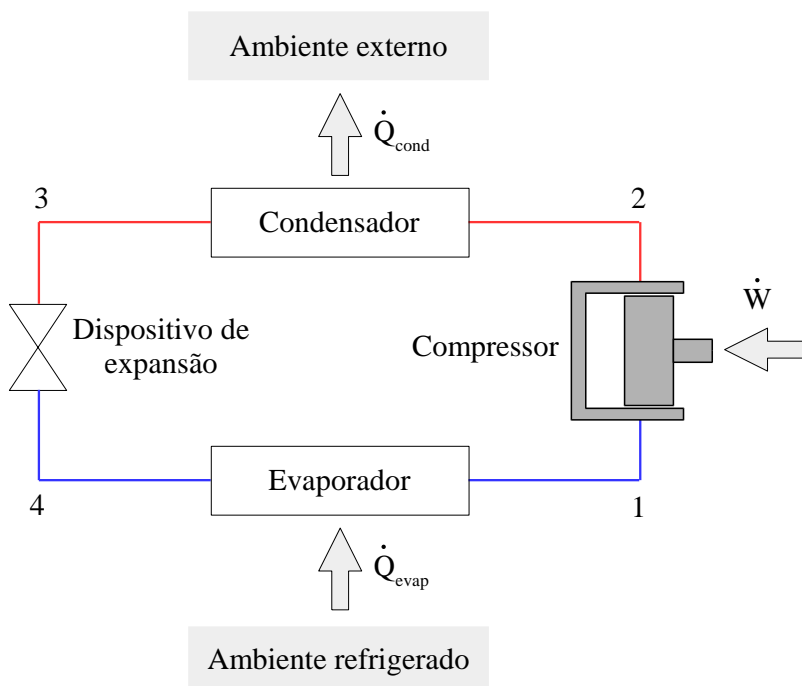 Ambiente externo
Q̇cond
3
2
Condensador
Ẇ
Dispositivo de
expansão
Compressor
Evaporador
4
1
Q̇evap
Ambiente refrigerado